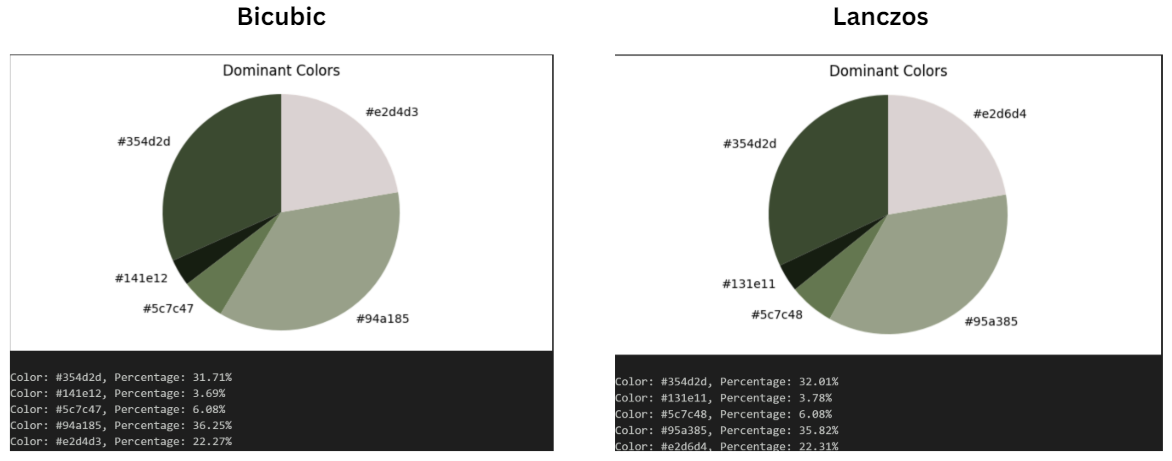 Bicubic
Dominant Colors
#e2d4d3
#354d2d
#141e12
#5c7c47
#94a185
Color: #354d2d, Percentage: 31.71%
Color: #141e12, Percentage: 3.69%
Color: #5c7c47, Percentage: 6.08%
Color: #94a185, Percentage: 36.25%
Color: #e2d4d3, Percentage: 22.27%
Lanczos
Dominant Colors
#e2d6d4
#354d2d
#131e11
#5c7c48
#95a385
Color: #354d2d, Percentage: 32.01%
Color: #131e11, Percentage: 3.78%
Color: #5c7c48, Percentage: 6.08%
Color: #95a385, Percentage: 35.82%
Color: #e2d6d4, Percentage: 22.31%